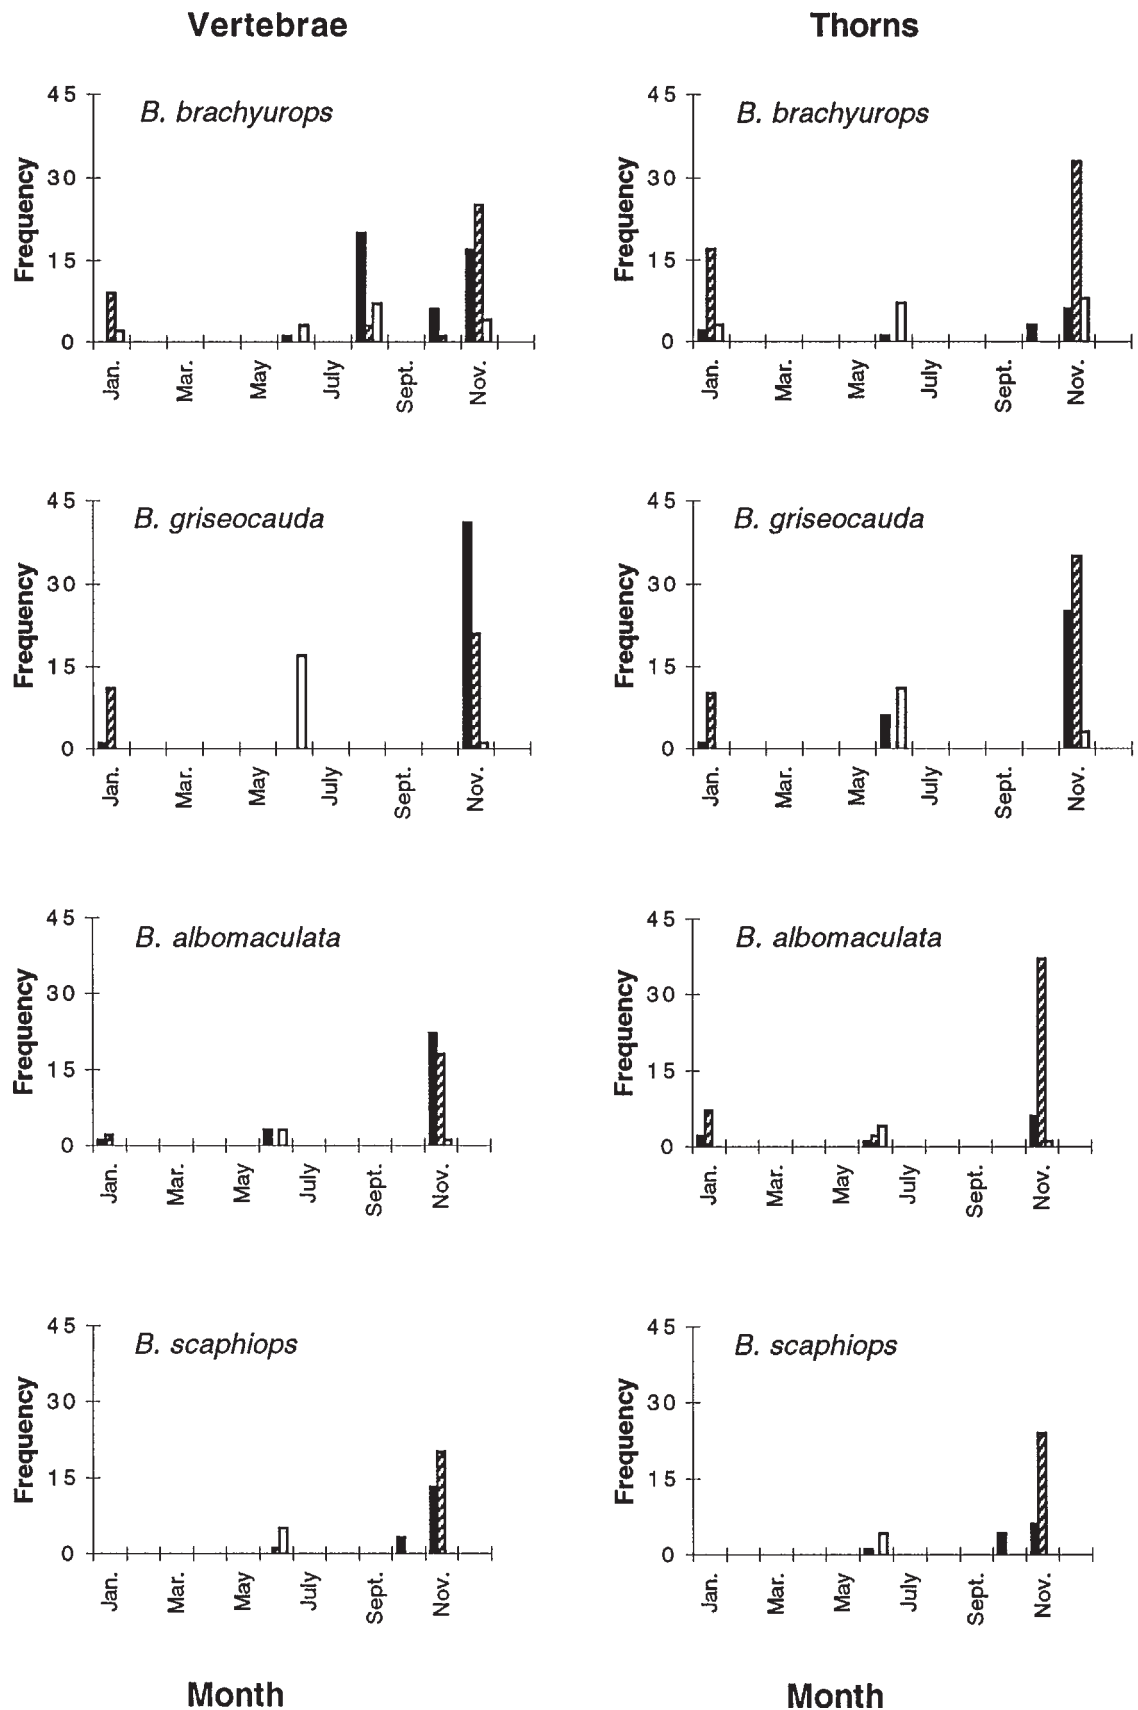 Vertebrae
Thorns
B. brachyurops
Frequency
45
30
15
0
Jan.
Mar.
May
July
Sept.
Nov.
B. brachyurops
Frequency
45
30
15
0
Jan.
Mar.
May
July
Sept.
Nov.
B. griseocauda
Frequency
45
30
15
0
Jan.
Mar.
May
July
Sept.
Nov.
B. griseocauda
Frequency
45
30
15
0
Jan.
Mar.
May
July
Sept.
Nov.
B. albomaculata
Frequency
45
30
15
0
Jan.
Mar.
May
July
Sept.
Nov.
B. albomaculata
Frequency
45
30
15
0
Jan.
Mar.
May
July
Sept.
Nov.
B. scaphiops
Frequency
45
30
15
0
Jan.
Mar.
May
July
Sept.
Nov.
B. scaphiops
Frequency
45
30
15
0
Jan.
Mar.
May
July
Sept.
Nov.
Month
Month